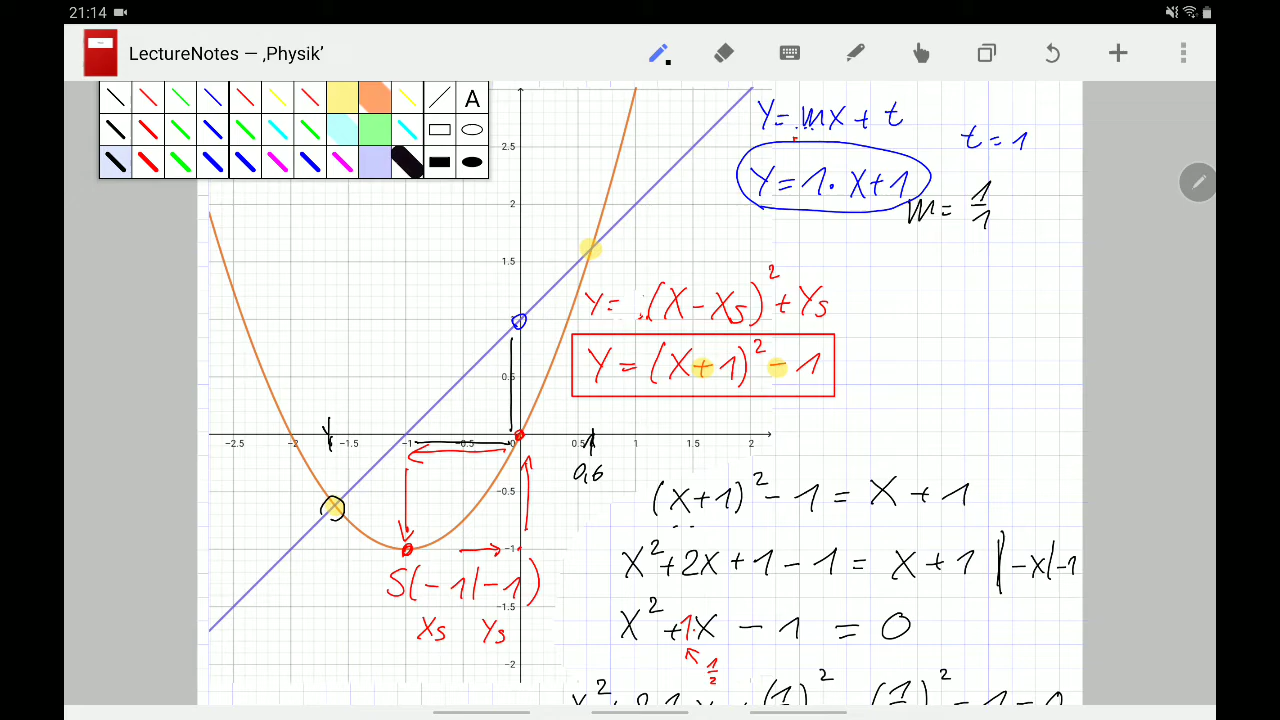 21:14
LectureNotes — ‚Physik‘
A
Y = mX + t
t = 1
Y = 1 · X + 1
m = 1/1
Y = (X − Xs)² + Ys
Y = (X + 1)² − 1
2.5
2
1.5
0.5
−2.5 −2 −1.5 −1 −0.5 0 0.5 1 1.5 2
0,6
−0.5
−1
−1.5
−2
S(−1|−1)
Xs Ys
(X+1)² − 1 = X + 1
X² + 2X + 1 − 1 = X + 1 | −X | −1
X² + 1·X − 1 = 0
1/2